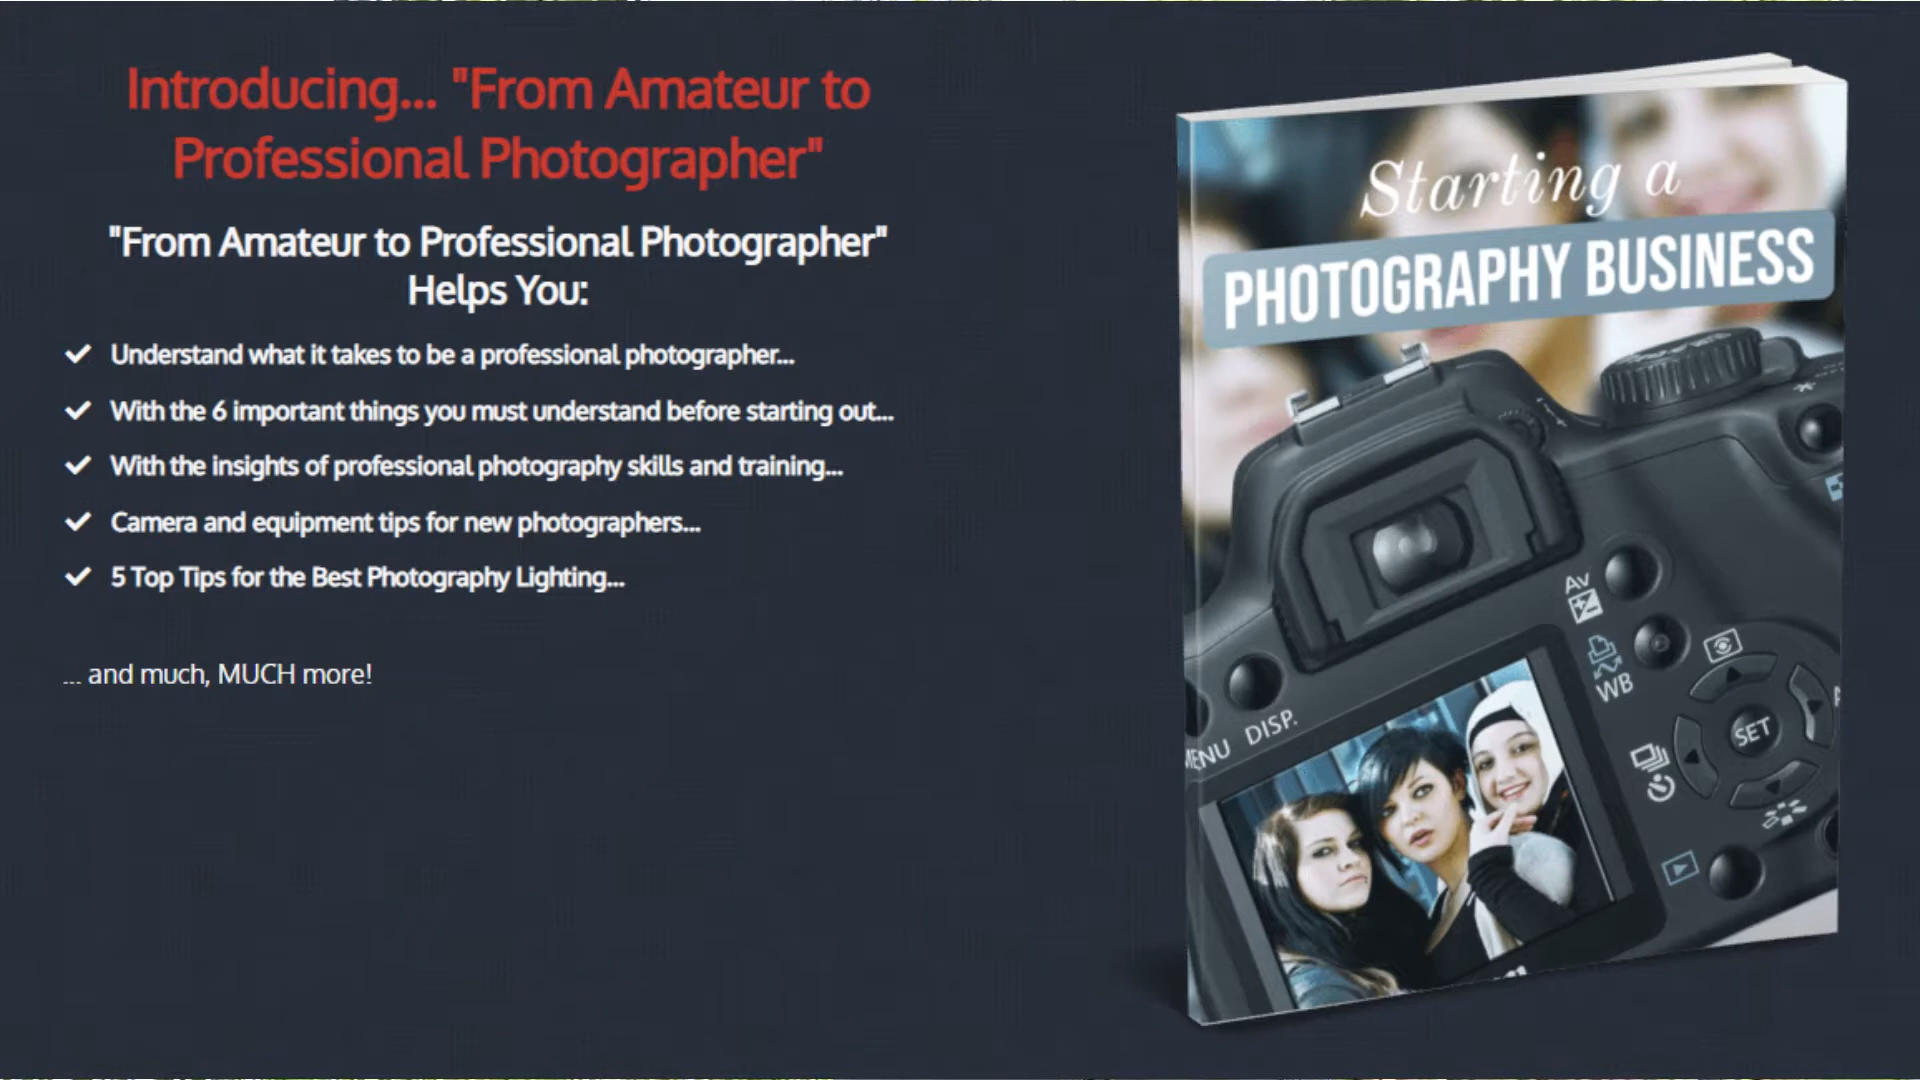 Introducing... "From Amateur to
Professional Photographer"
"From Amateur to Professional Photographer"
Helps You:
Understand what it takes to be a professional photographer...
With the 6 important things you must understand before starting out...
With the insights of professional photography skills and training...
Camera and equipment tips for new photographers...
5 Top Tips for the Best Photography Lighting...
... and much, MUCH more!
Starting a
PHOTOGRAPHY BUSINESS
Av
WB
DISP.
SET